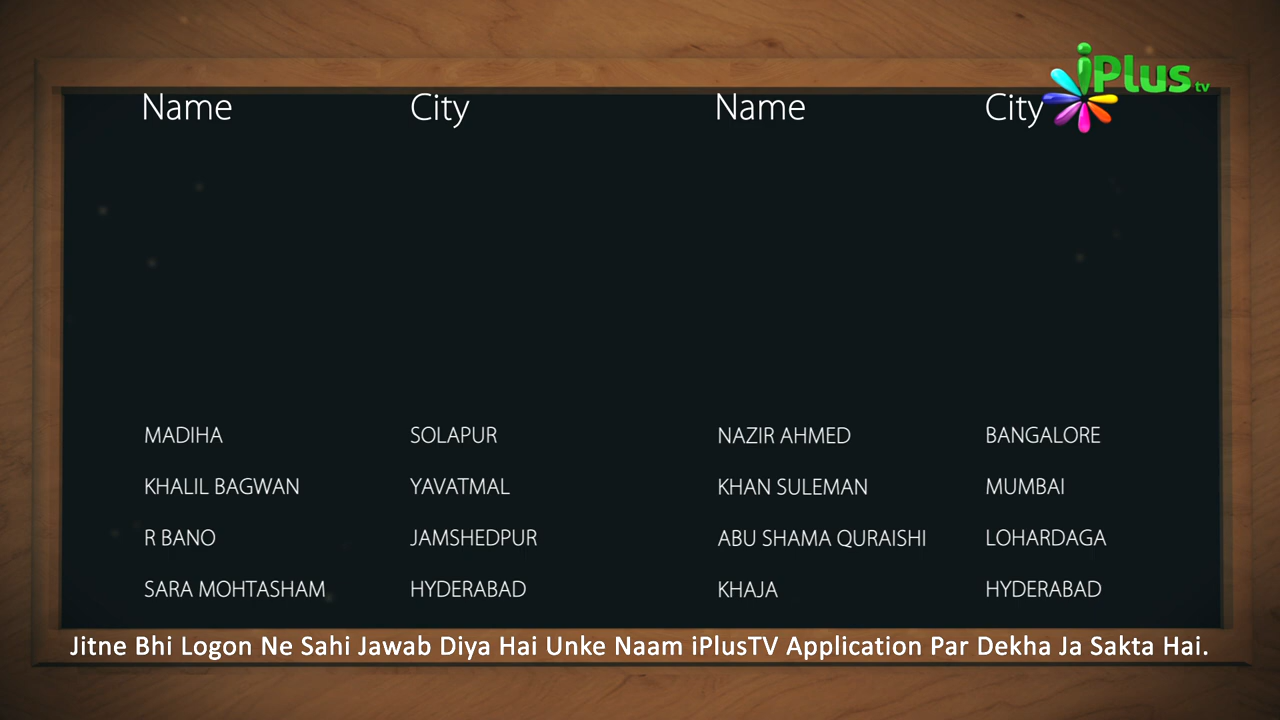 iPlus tv
Name City Name City
MADIHA SOLAPUR NAZIR AHMED BANGALORE
KHALIL BAGWAN YAVATMAL KHAN SULEMAN MUMBAI
R BANO JAMSHEDPUR ABU SHAMA QURAISHI LOHARDAGA
SARA MOHTASHAM HYDERABAD KHAJA HYDERABAD
Jitne Bhi Logon Ne Sahi Jawab Diya Hai Unke Naam iPlusTV Application Par Dekha Ja Sakta Hai.